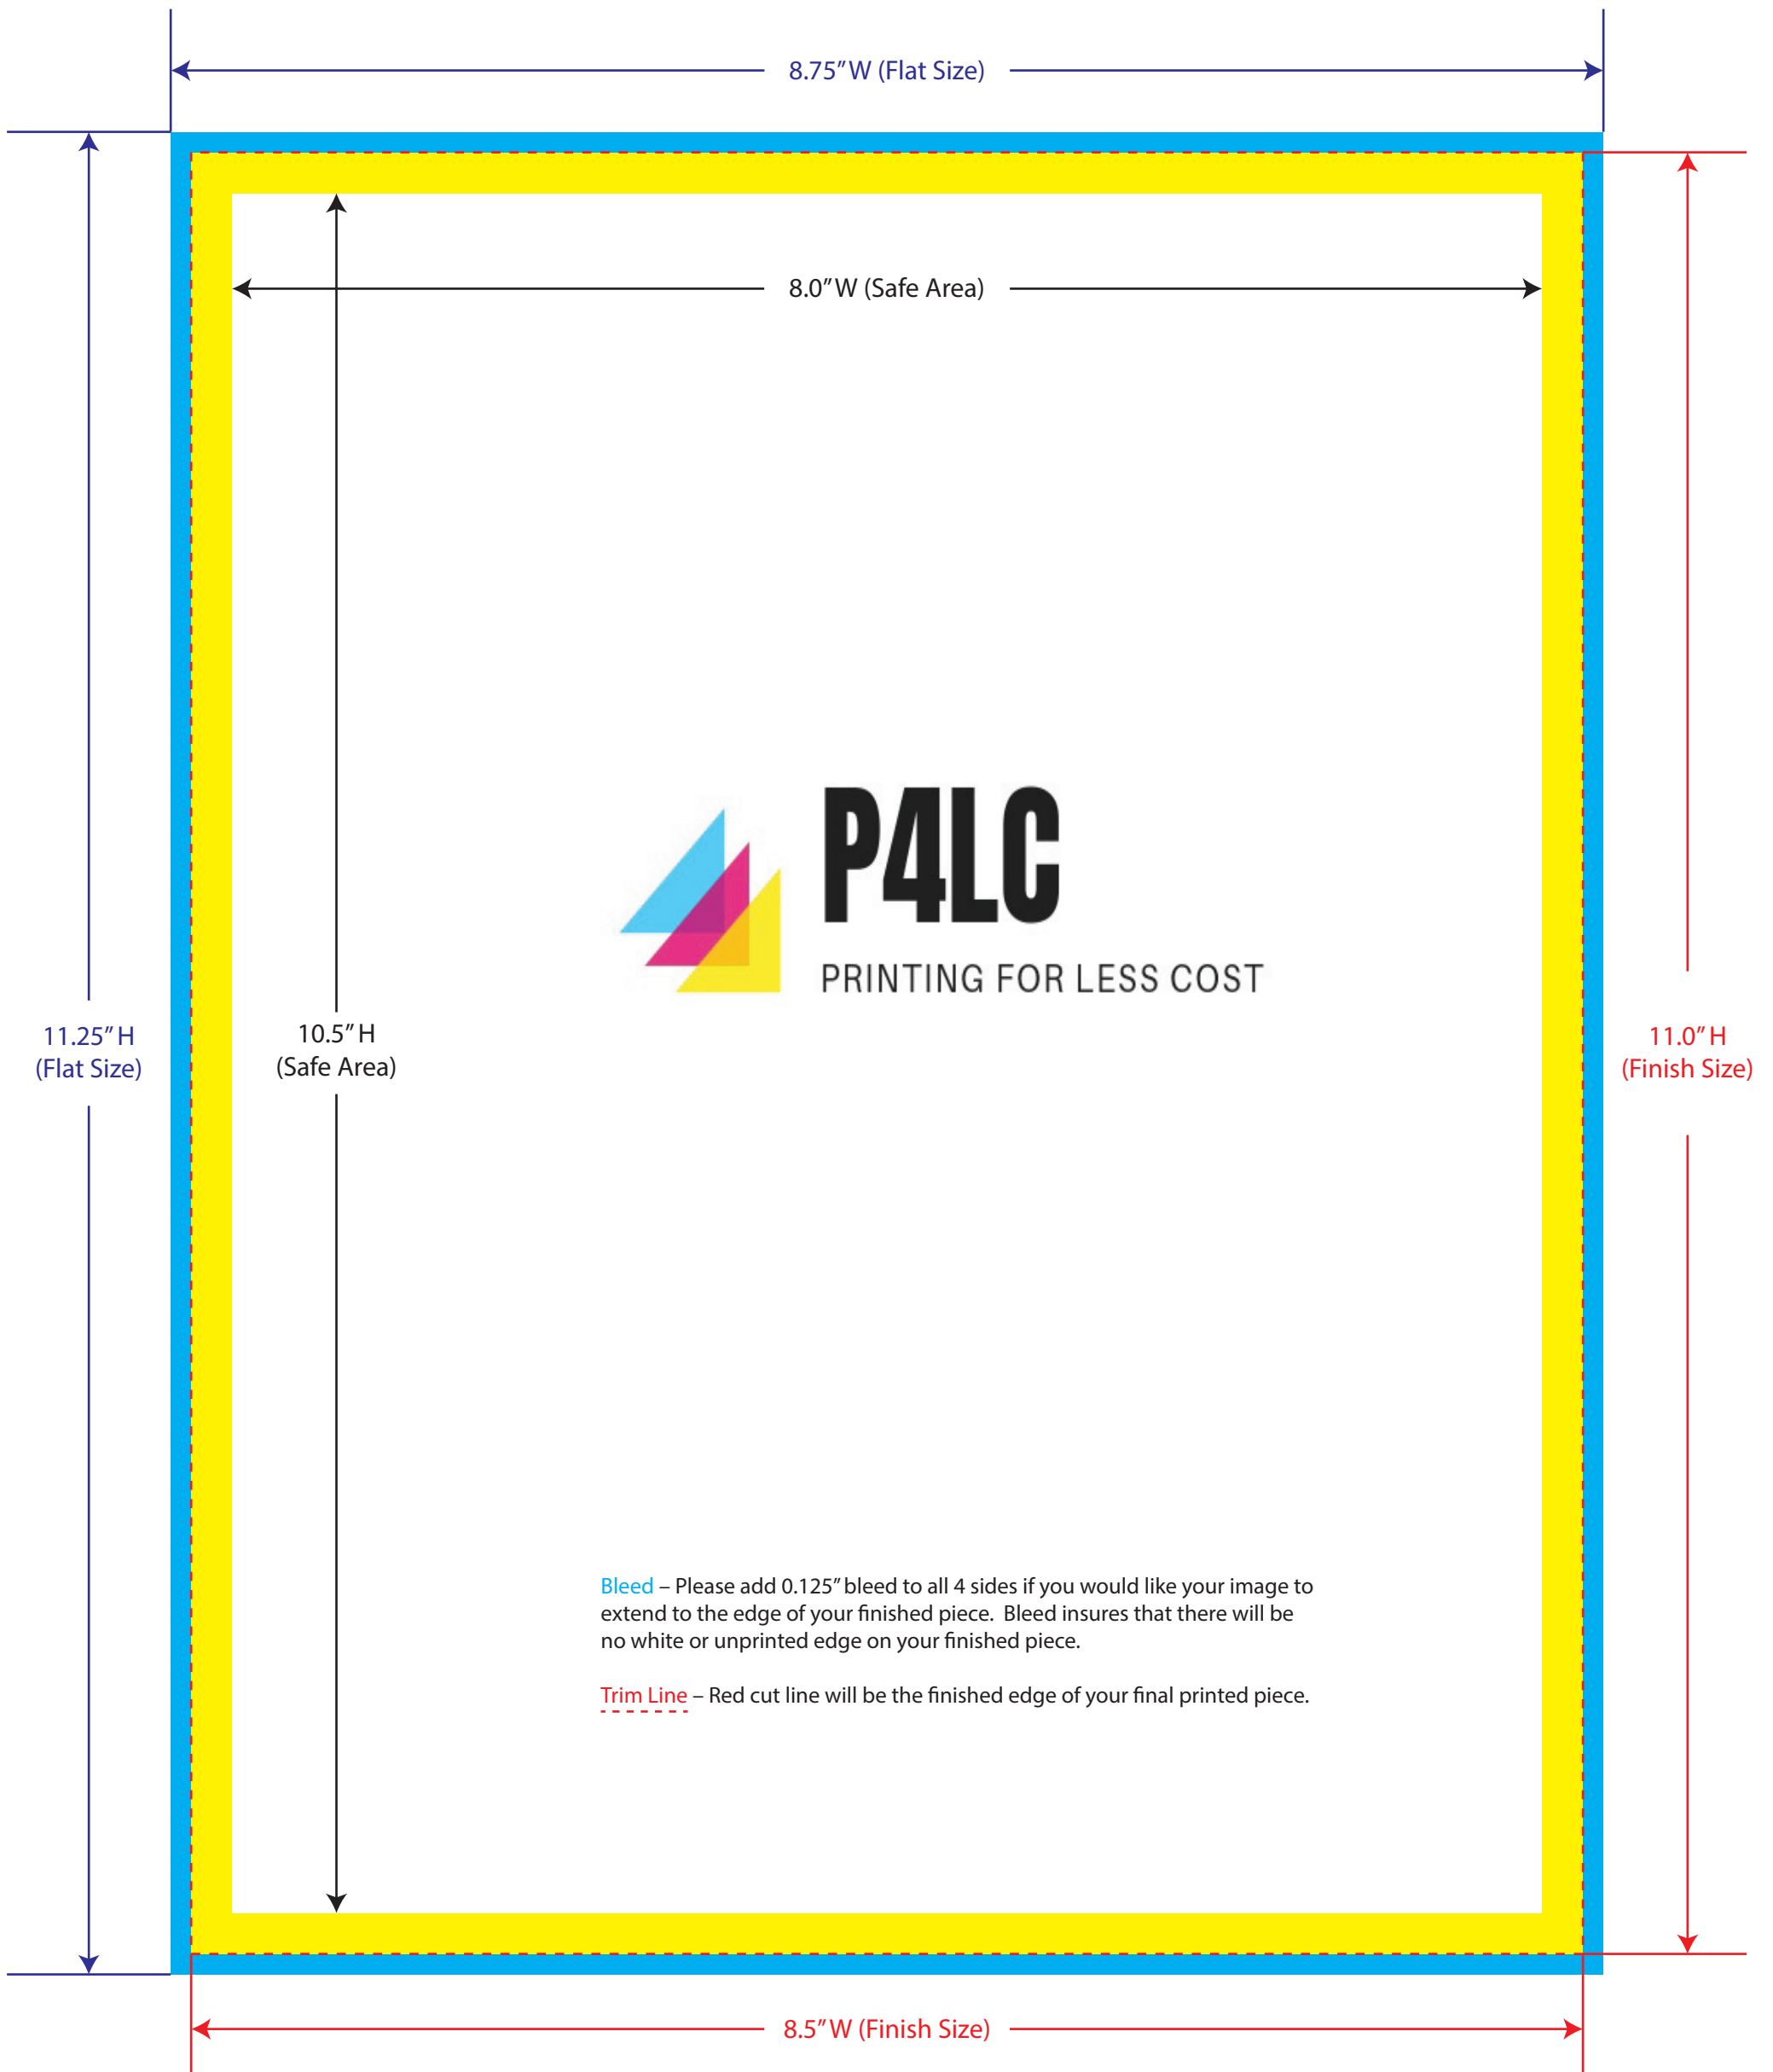 8.75" W (Flat Size)
8.0" W (Safe Area)
P4LC
PRINTING FOR LESS COST
11.25" H
(Flat Size)
10.5" H
(Safe Area)
11.0" H
(Finish Size)
Bleed – Please add 0.125" bleed to all 4 sides if you would like your image to
extend to the edge of your finished piece.  Bleed insures that there will be
no white or unprinted edge on your finished piece.
Trim Line – Red cut line will be the finished edge of your final printed piece.
8.5" W (Finish Size)